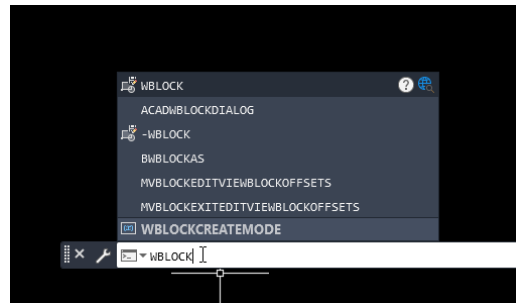 WBLOCK
ACADWBLOCKDIALOG
-WBLOCK
BWBLOCKAS
MVBLOCKEDITVIEWBLOCKOFFSETS
MVBLOCKEXITEDITVIEWBLOCKOFFSETS
WBLOCKCREATEMODE
WBLOCK